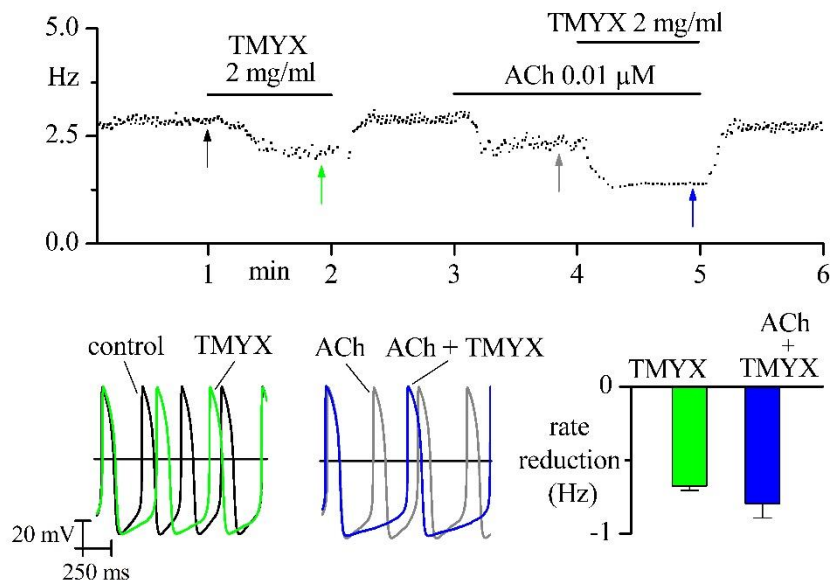 5.0
TMYX 2 mg/ml
TMYX
2 mg/ml
Hz
ACh 0.01 µM
2.5
0.0
1
min
2
3
4
5
6
control
TMYX
ACh
ACh + TMYX
ACh
+
TMYX
TMYX
0
rate
reduction
(Hz)
-1
20 mV
250 ms